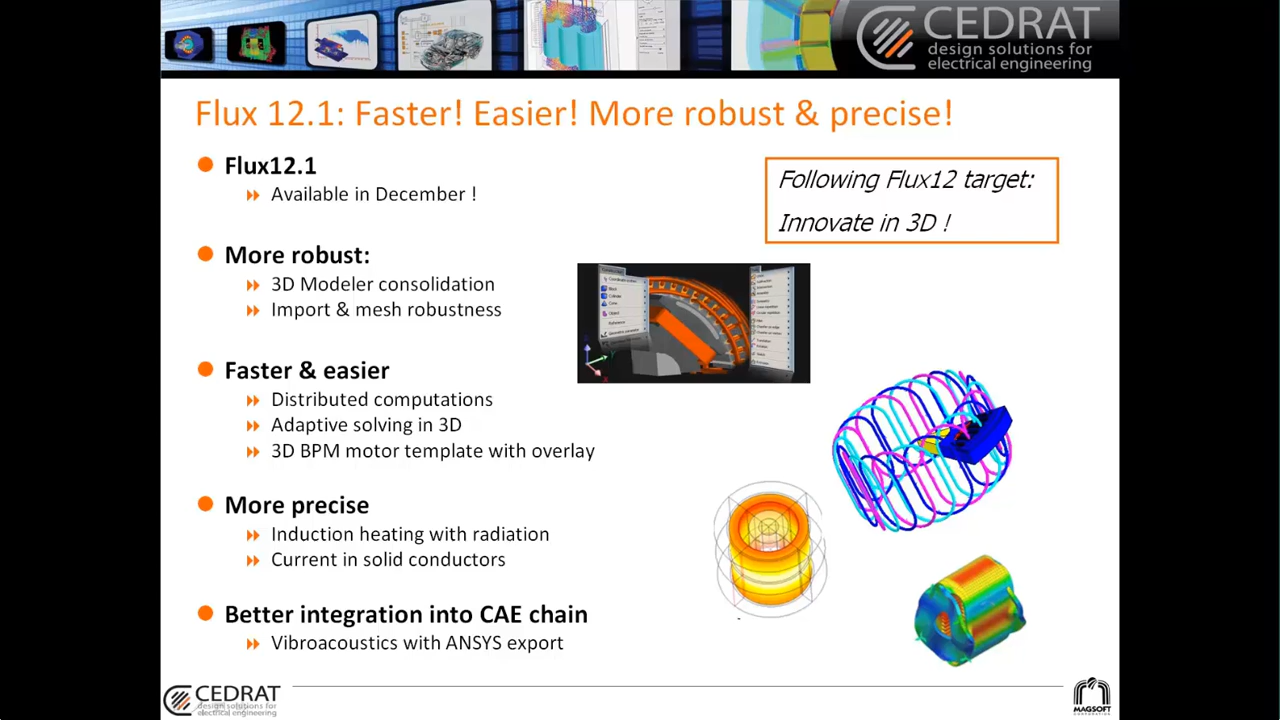 CEDRAT
design solutions for
electrical engineering
Flux 12.1: Faster! Easier! More robust & precise!
Flux12.1
Available in December !
Following Flux12 target:
Innovate in 3D !
More robust:
3D Modeler consolidation
Import & mesh robustness
Faster & easier
Distributed computations
Adaptive solving in 3D
3D BPM motor template with overlay
More precise
Induction heating with radiation
Current in solid conductors
Better integration into CAE chain
Vibroacoustics with ANSYS export
CEDRAT
design solutions for
electrical engineering
MAGSOFT
CORPORATION